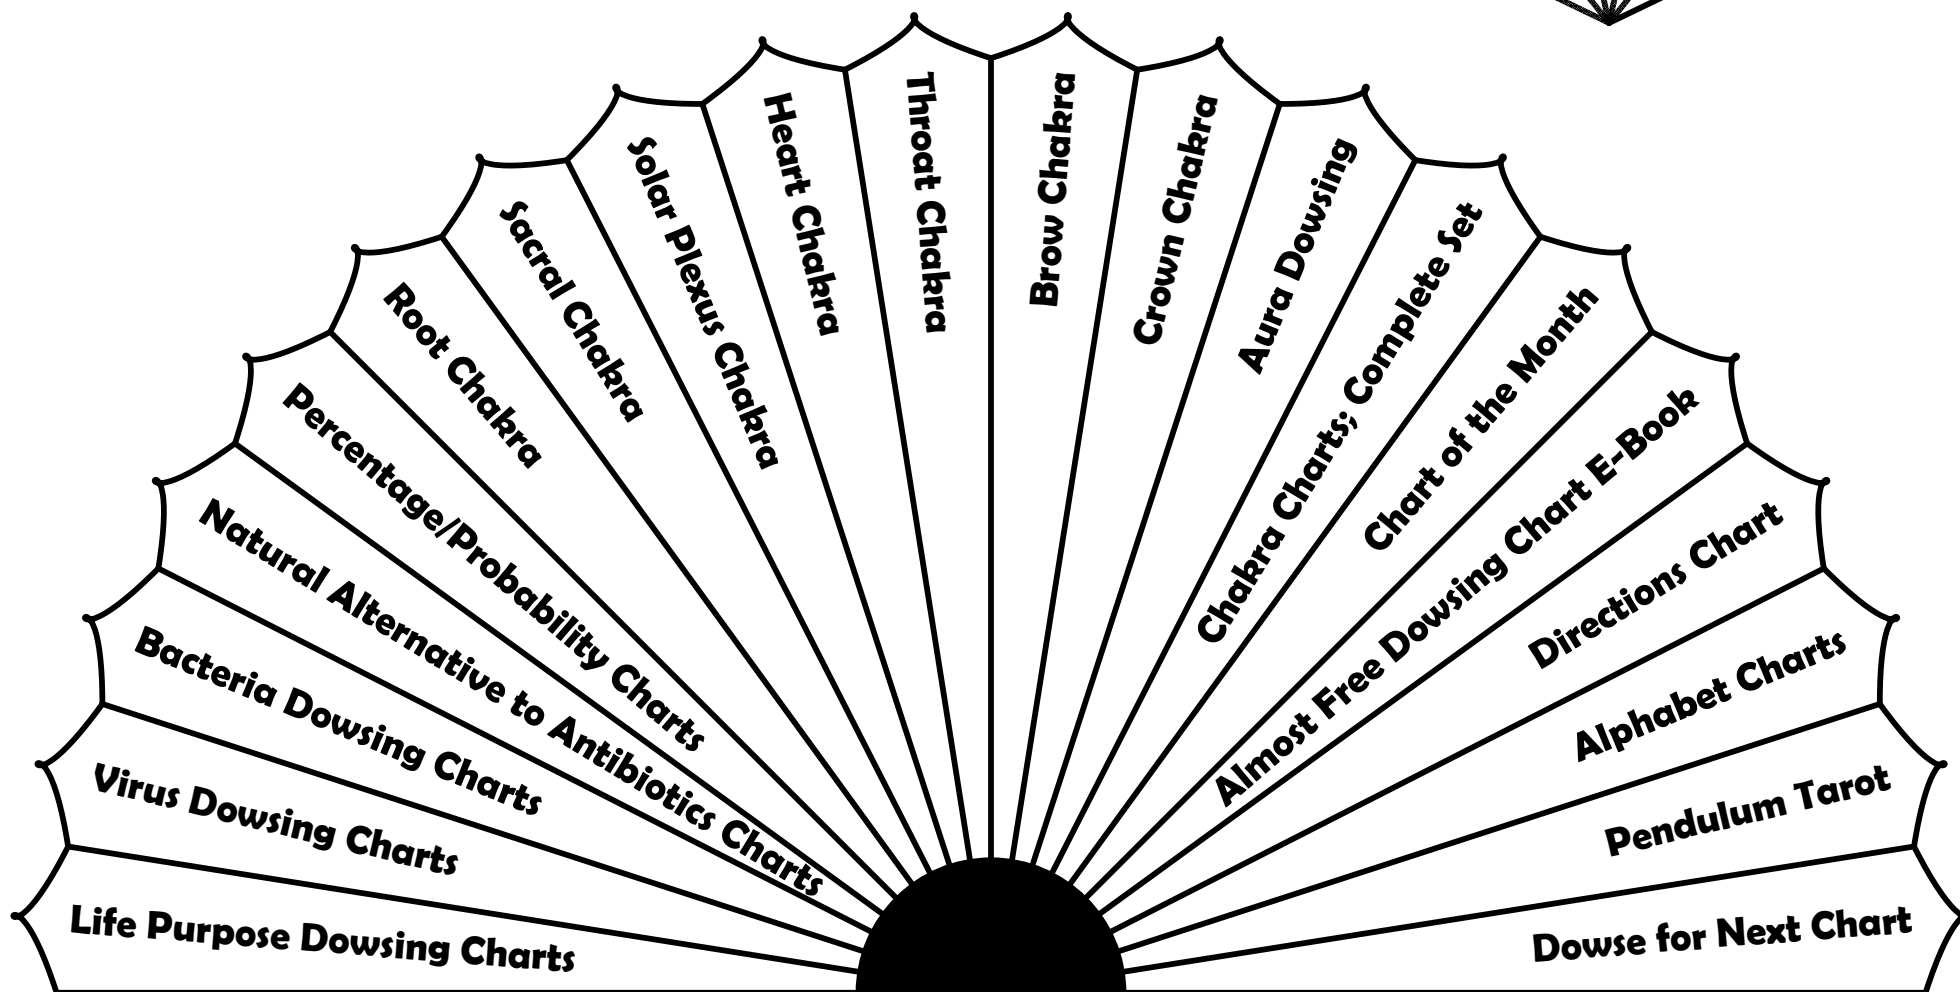 Life Purpose Dowsing Charts
Virus Dowsing Charts
Bacteria Dowsing Charts
Natural Alternative to Antibiotics Charts
Percentage/Probability Charts
Root Chakra
Sacral Chakra
Solar Plexus Chakra
Heart Chakra
Throat Chakra
Brow Chakra
Crown Chakra
Aura Dowsing
Chakra Charts; Complete Set
Chart of the Month
Almost Free Dowsing Chart E-Book
Directions Chart
Alphabet Charts
Pendulum Tarot
Dowse for Next Chart